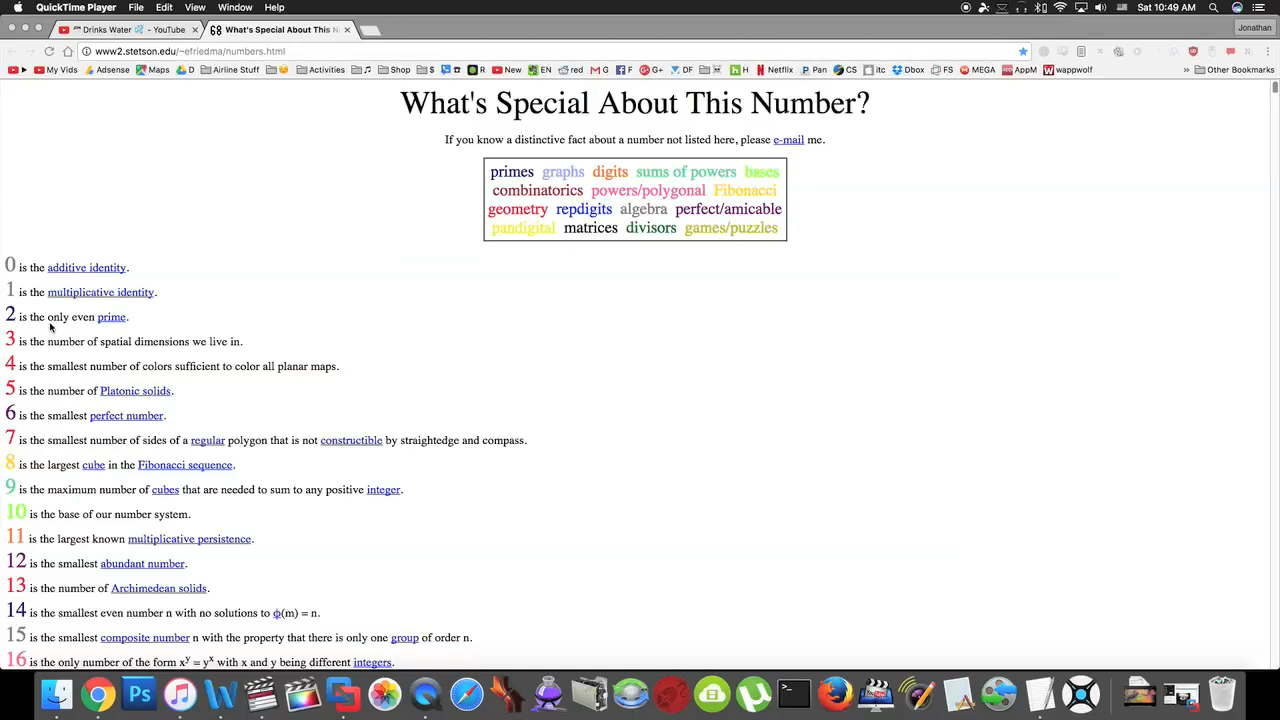 QuickTime Player File Edit View Window Help Sat 10:49 AM
Drinks Water - YouTube × What's Special About This N × Jonathan
www2.stetson.edu/~efriedma/numbers.html
My Vids Adsense Maps D Airline Stuff Activities Shop $ R New EN red G F G+ DF H Netflix Pan CS itc Dbox FS MEGA AppM wappwolf » Other Bookmarks
What's Special About This Number?
If you know a distinctive fact about a number not listed here, please e-mail me.
primes graphs digits sums of powers bases
combinatorics powers/polygonal Fibonacci
geometry repdigits algebra perfect/amicable
pandigital matrices divisors games/puzzles
0 is the additive identity.
1 is the multiplicative identity.
2 is the only even prime.
3 is the number of spatial dimensions we live in.
4 is the smallest number of colors sufficient to color all planar maps.
5 is the number of Platonic solids.
6 is the smallest perfect number.
7 is the smallest number of sides of a regular polygon that is not constructible by straightedge and compass.
8 is the largest cube in the Fibonacci sequence.
9 is the maximum number of cubes that are needed to sum to any positive integer.
10 is the base of our number system.
11 is the largest known multiplicative persistence.
12 is the smallest abundant number.
13 is the number of Archimedean solids.
14 is the smallest even number n with no solutions to φ(m) = n.
15 is the smallest composite number n with the property that there is only one group of order n.
16 is the only number of the form xʸ = yˣ with x and y being different integers.